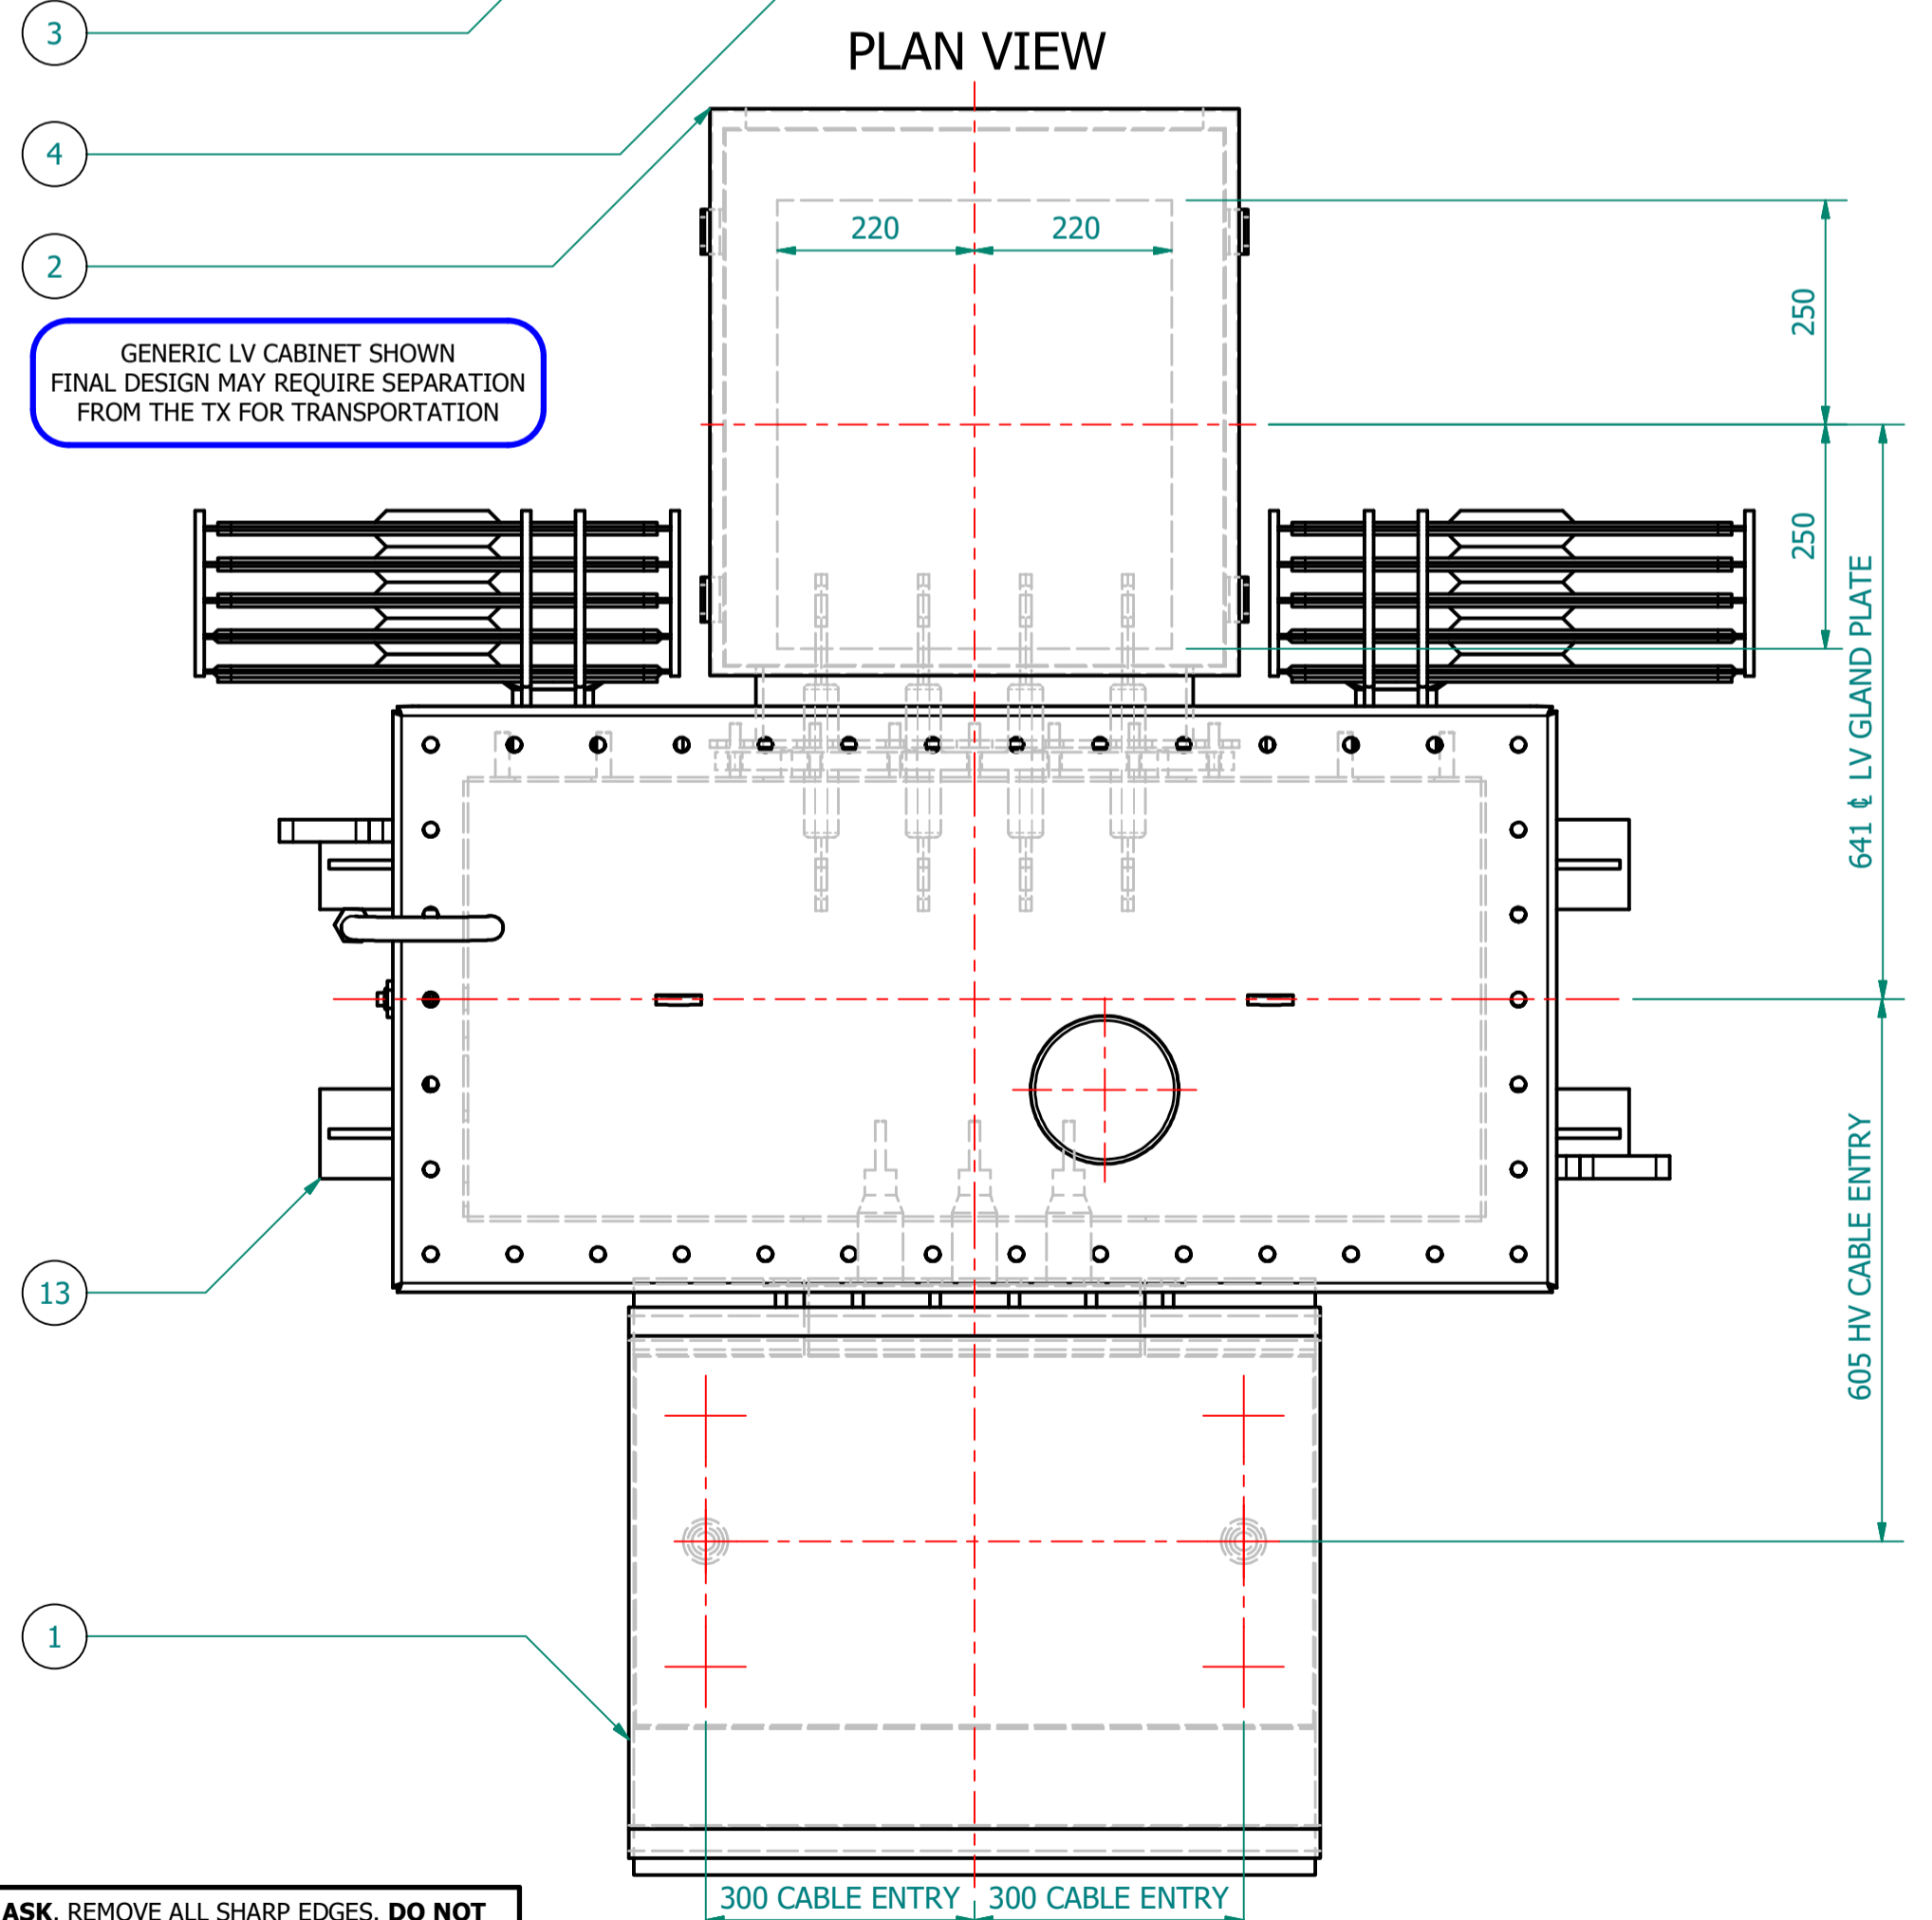 PLAN VIEW
3
4
2
220 220
250
GENERIC LV CABINET SHOWN
FINAL DESIGN MAY REQUIRE SEPARATION
FROM THE TX FOR TRANSPORTATION
250
641 ℄ LV GLAND PLATE
13
605 HV CABLE ENTRY
1
300 CABLE ENTRY 300 CABLE ENTRY
ASK. REMOVE ALL SHARP EDGES. DO NOT